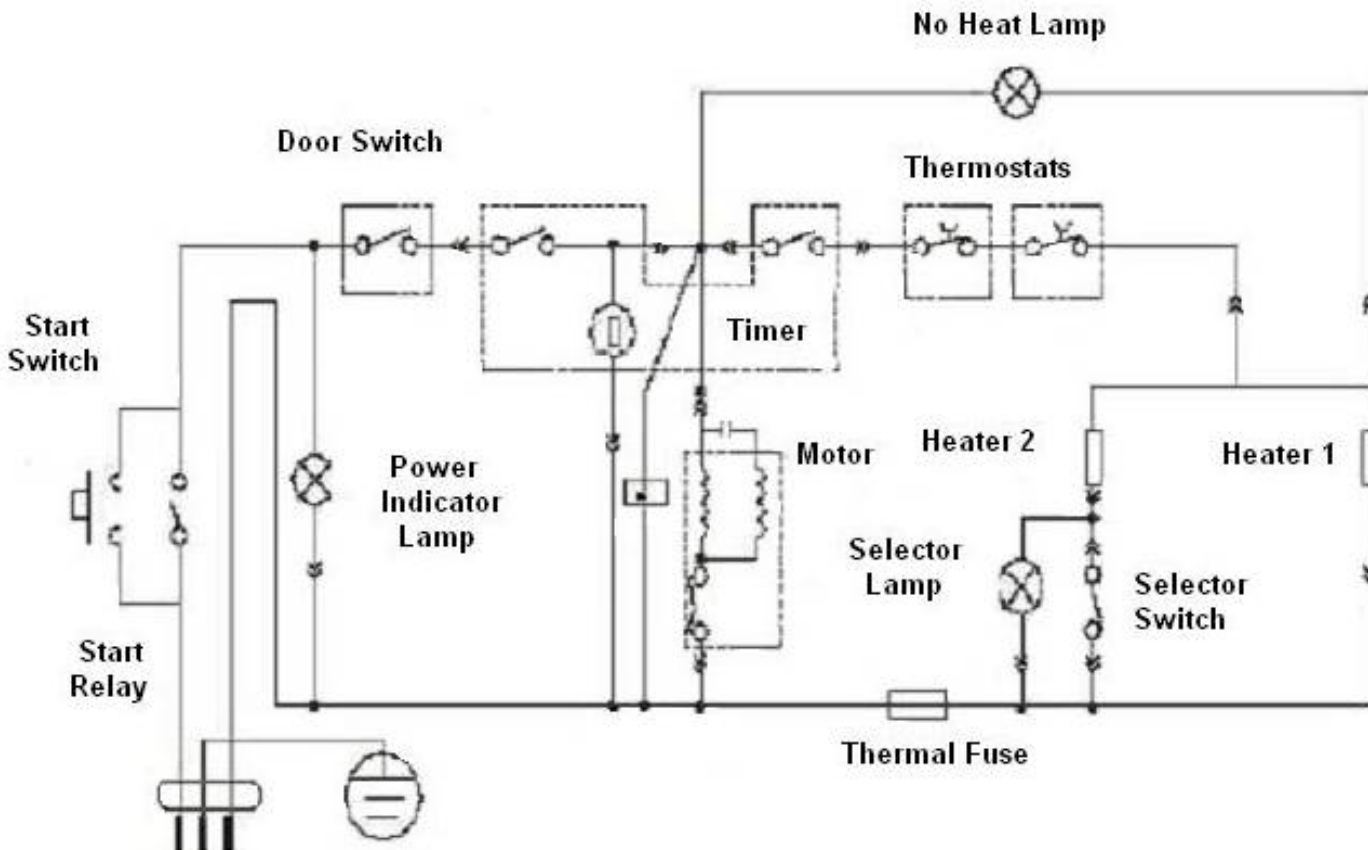 No Heat Lamp
Door Switch
Thermostats
Start
Switch
Timer
Power
Indicator
Lamp
Motor
Heater 2
Heater 1
Selector
Lamp
Selector
Switch
Start
Relay
Thermal Fuse